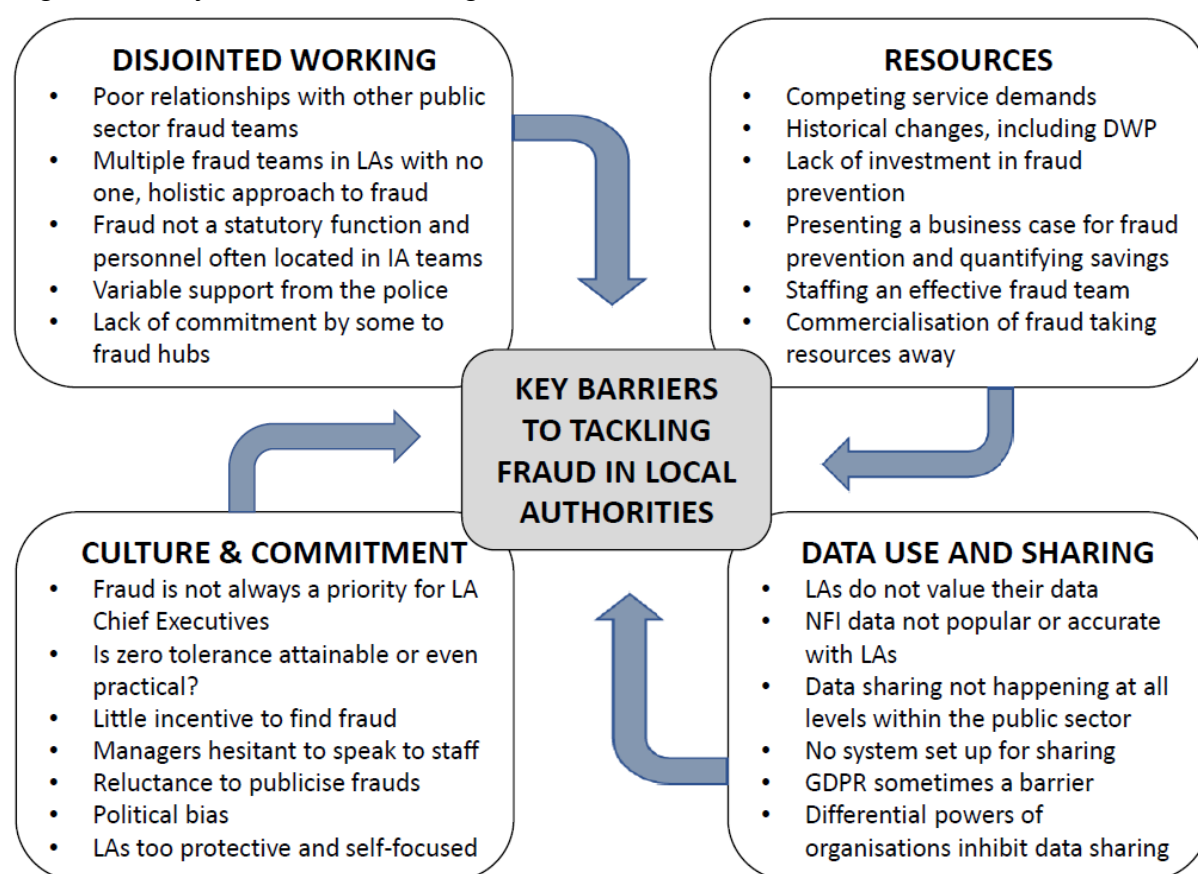 DISJOINTED WORKING
• Poor relationships with other public
sector fraud teams
• Multiple fraud teams in LAs with no
one, holistic approach to fraud
• Fraud not a statutory function and
personnel often located in IA teams
• Variable support from the police
• Lack of commitment by some to
fraud hubs
RESOURCES
• Competing service demands
• Historical changes, including DWP
• Lack of investment in fraud
prevention
• Presenting a business case for fraud
prevention and quantifying savings
• Staffing an effective fraud team
• Commercialisation of fraud taking
resources away
KEY BARRIERS
TO TACKLING
FRAUD IN LOCAL
AUTHORITIES
CULTURE & COMMITMENT
• Fraud is not always a priority for LA
Chief Executives
• Is zero tolerance attainable or even
practical?
• Little incentive to find fraud
• Managers hesitant to speak to staff
• Reluctance to publicise frauds
• Political bias
• LAs too protective and self-focused
DATA USE AND SHARING
• LAs do not value their data
• NFI data not popular or accurate
with LAs
• Data sharing not happening at all
levels within the public sector
• No system set up for sharing
• GDPR sometimes a barrier
• Differential powers of
organisations inhibit data sharing